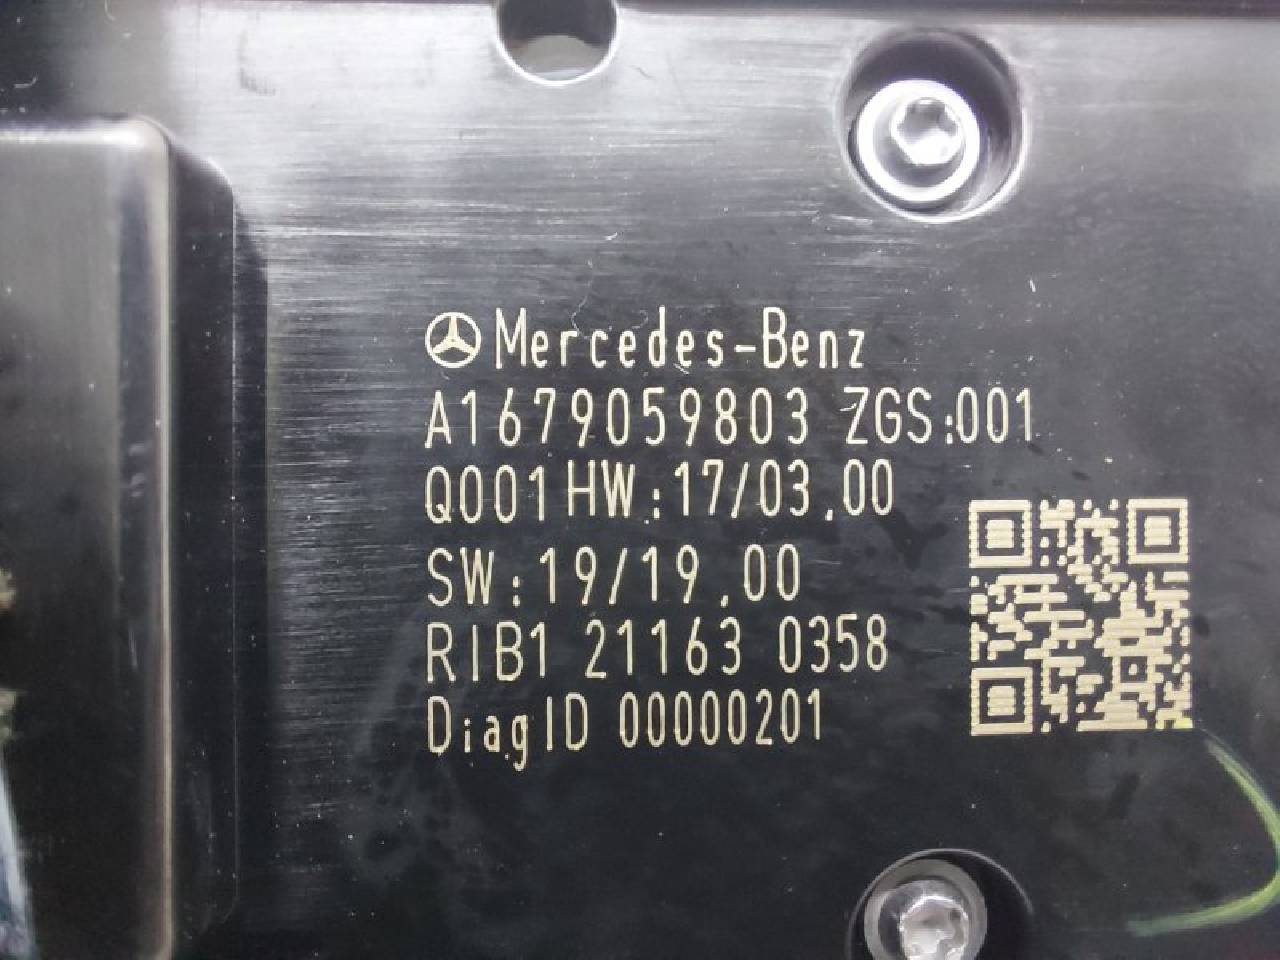 Mercedes-Benz
A1679059803 ZGS:001
Q001 HW:17/03.00
SW:19/19.00
RIB1 21163 0358
DiagID 00000201